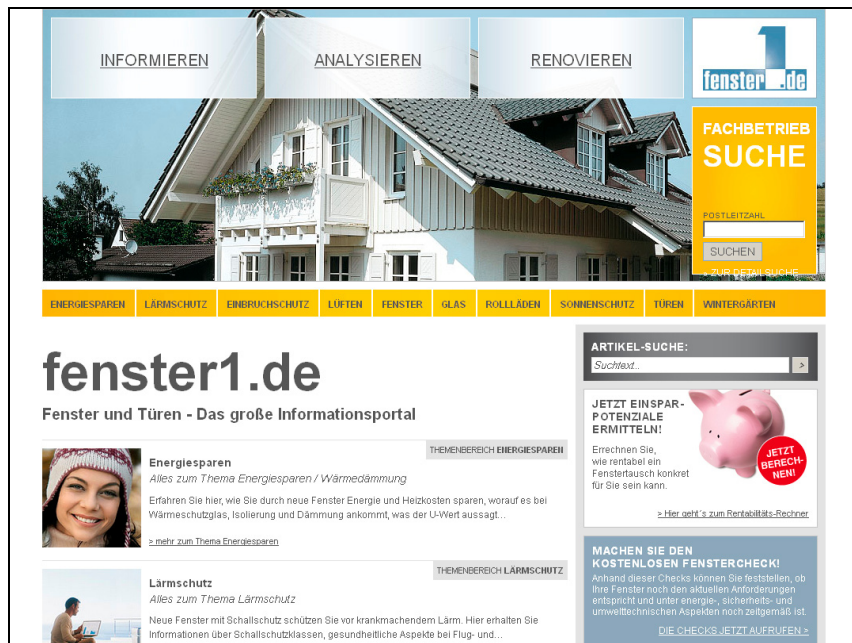 INFORMIEREN
ANALYSIEREN
RENOVIEREN
1
fenster .de
FACHBETRIEB
SUCHE
POSTLEITZAHL
SUCHEN
> ZUR DETAILSUCHE
ENERGIESPAREN
LÄRMSCHUTZ
EINBRUCHSCHUTZ
LÜFTEN
FENSTER
GLAS
ROLLLÄDEN
SONNENSCHUTZ
TÜREN
WINTERGÄRTEN
fenster1.de
Fenster und Türen - Das große Informationsportal
THEMENBEREICH ENERGIESPAREN
Energiesparen
Alles zum Thema Energiesparen / Wärmedämmung
Erfahren Sie hier, wie Sie durch neue Fenster Energie und Heizkosten sparen, worauf es bei
Wärmeschutzglas, Isolierung und Dämmung ankommt, was der U-Wert aussagt...
> mehr zum Thema Energiesparen
THEMENBEREICH LÄRMSCHUTZ
Lärmschutz
Alles zum Thema Lärmschutz
Neue Fenster mit Schallschutz schützen Sie vor krankmachendem Lärm. Hier erhalten Sie
Informationen über Schallschutzklassen, gesundheitliche Aspekte bei Flug- und...
ARTIKEL-SUCHE:
Suchtext...
>
JETZT EINSPAR-
POTENZIALE
ERMITTELN!
Errechnen Sie,
wie rentabel ein
Fenstertausch konkret
für Sie sein kann.
JETZT
BERECH-
NEN!
> Hier geht´s zum Rentabilitäts-Rechner
MACHEN SIE DEN
KOSTENLOSEN FENSTERCHECK!
Anhand dieser Checks können Sie feststellen, ob
Ihre Fenster noch den aktuellen Anforderungen
entspricht und unter energie-, sicherheits- und
umwelttechnischen Aspekten noch zeitgemäß ist.
DIE CHECKS JETZT AUFRUFEN >